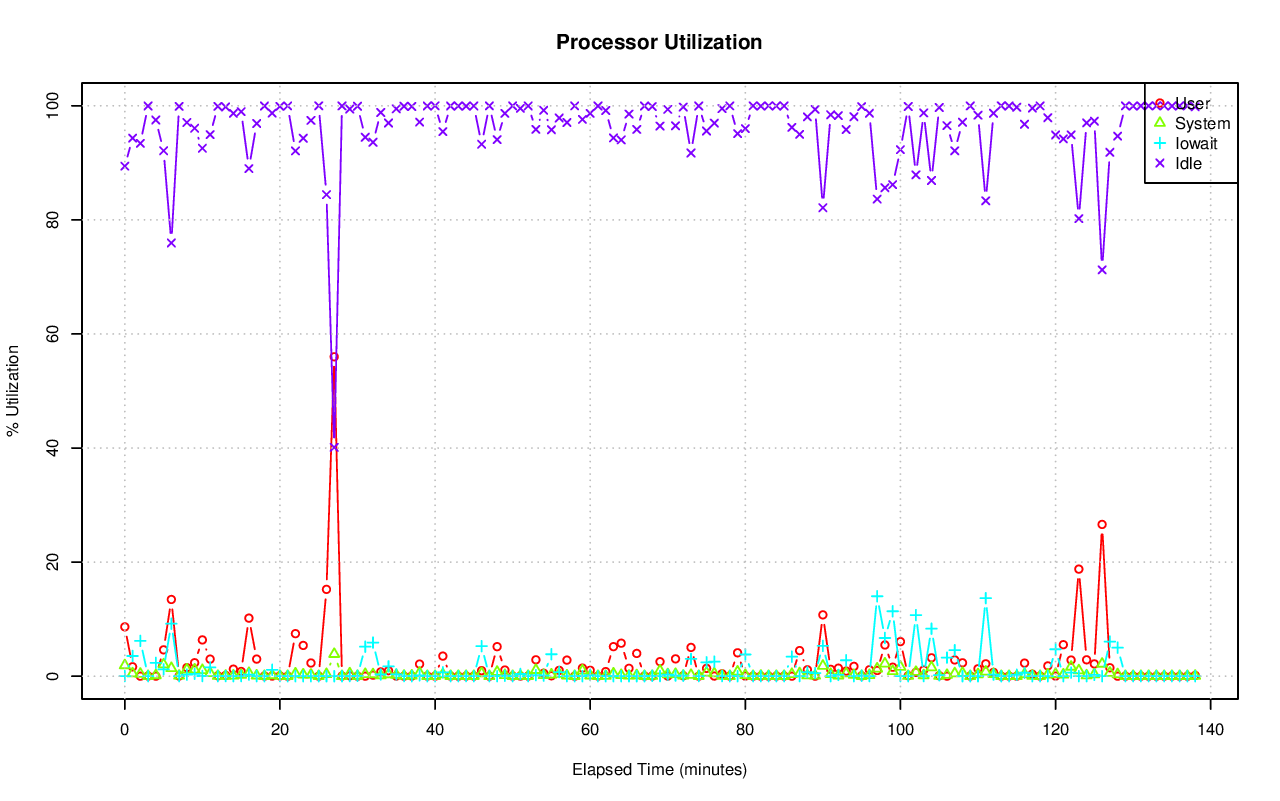 Processor Utilization
% Utilization
100
80
60
40
20
0
User
System
Iowait
Idle
0 20 40 60 80 100 120 140
Elapsed Time (minutes)